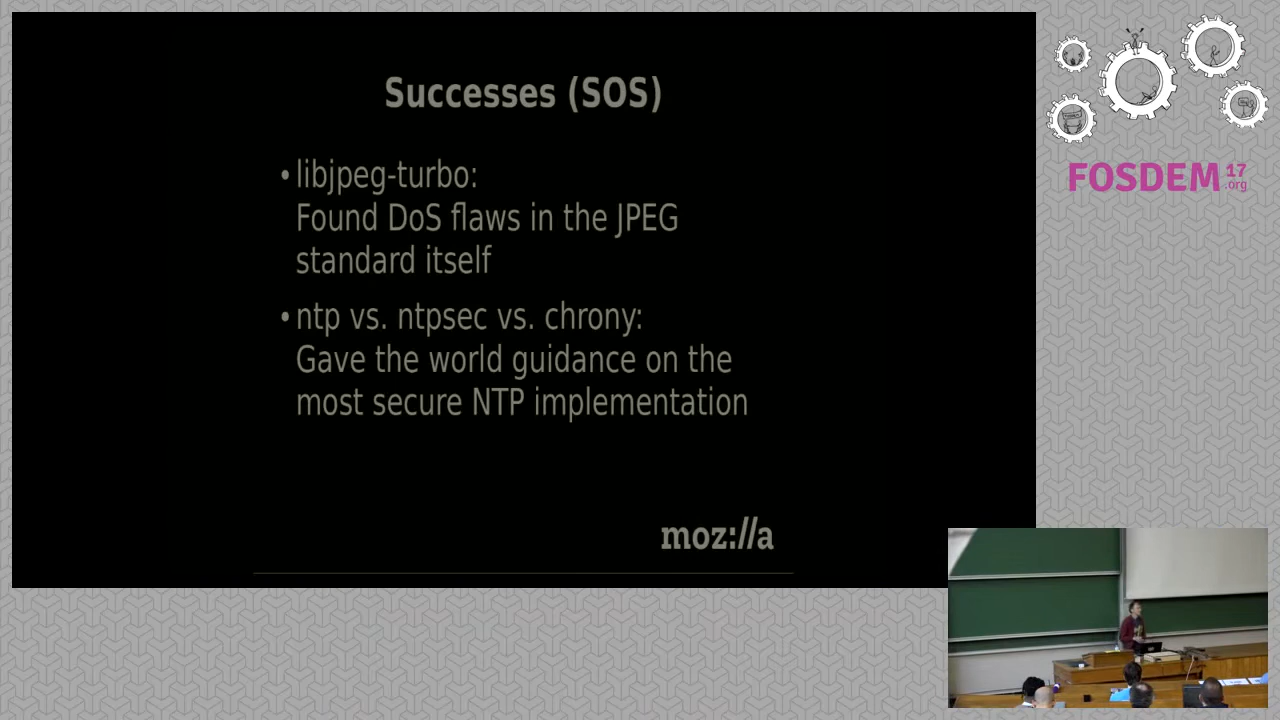 Successes (SOS)
• libjpeg-turbo:
Found DoS flaws in the JPEG
standard itself
• ntp vs. ntpsec vs. chrony:
Gave the world guidance on the
most secure NTP implementation
moz://a
FOSDEM 17
.org